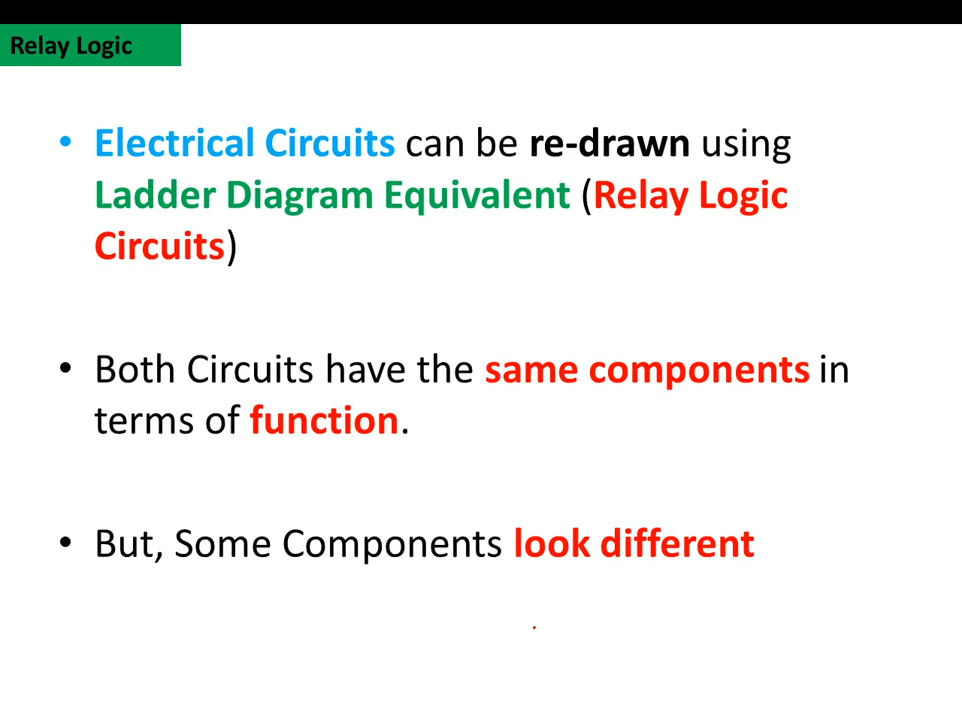 Relay Logic
• Electrical Circuits can be re-drawn using
Ladder Diagram Equivalent (Relay Logic
Circuits)
• Both Circuits have the same components in
terms of function.
• But, Some Components look different